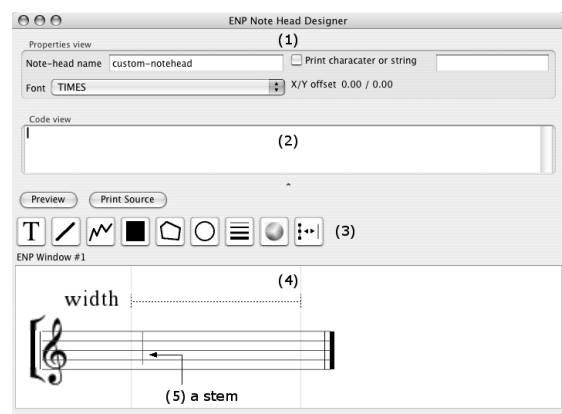 ENP Note Head Designer
(1)
Properties view
Note-head name custom-notehead Print characater or string
Font TIMES X/Y offset 0.00 / 0.00
Code view
(2)
Preview Print Source
T (3)
ENP Window #1
(4)
width
(5) a stem